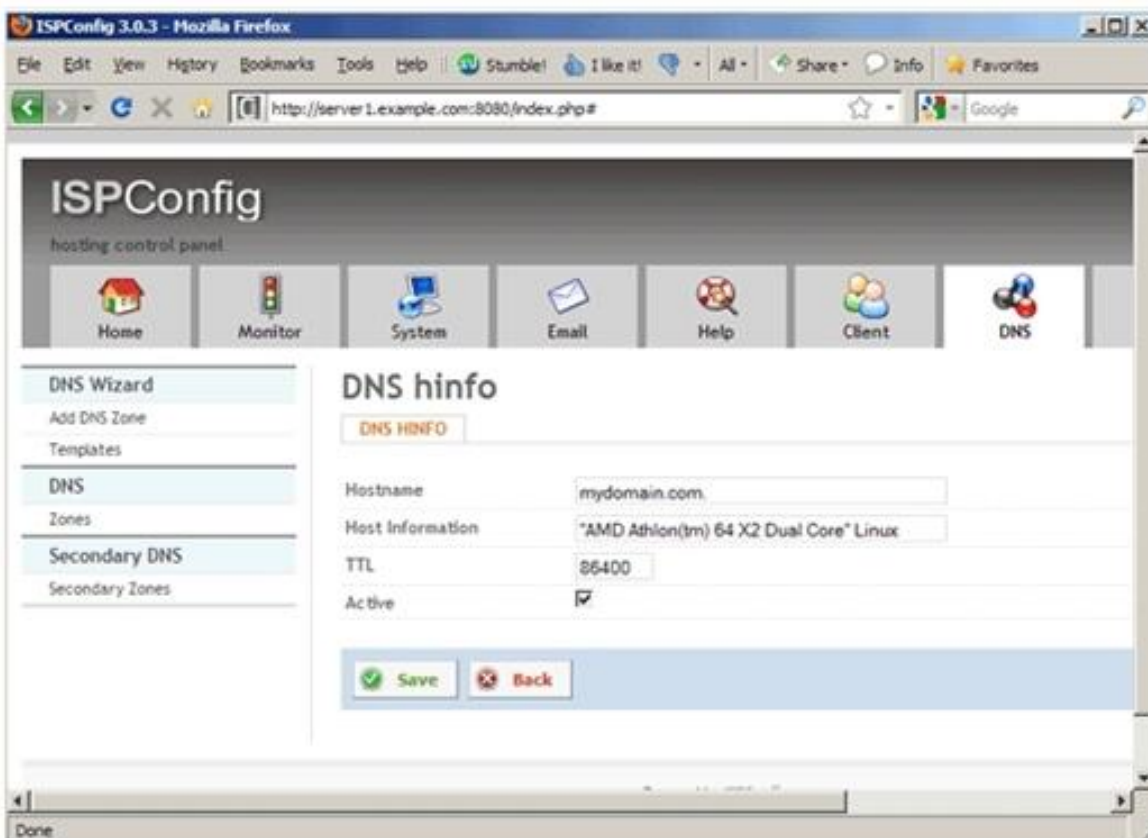 ISPConfig 3.0.3 - Mozilla Firefox
File Edit View History Bookmarks Tools Help Stumble! I like it! All Share Info Favorites
http://server1.example.com:8080/index.php# Google
ISPConfig
hosting control panel
Home Monitor System Email Help Client DNS
DNS Wizard
Add DNS Zone
Templates
DNS
Zones
Secondary DNS
Secondary Zones
DNS hinfo
DNS HINFO
Hostname mydomain.com.
Host Information "AMD Athlon(tm) 64 X2 Dual Core" Linux
TTL 86400
Active
Save Back
Done